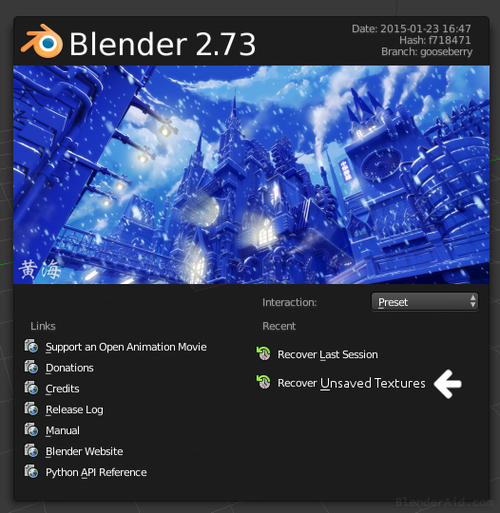 Blender 2.73
Date: 2015-01-23 16:47
Hash: f718471
Branch: gooseberry
黄海
Interaction:
Preset
Links
Support an Open Animation Movie
Donations
Credits
Release Log
Manual
Blender Website
Python API Reference
Recent
Recover Last Session
Recover Unsaved Textures
BlenderAid.com